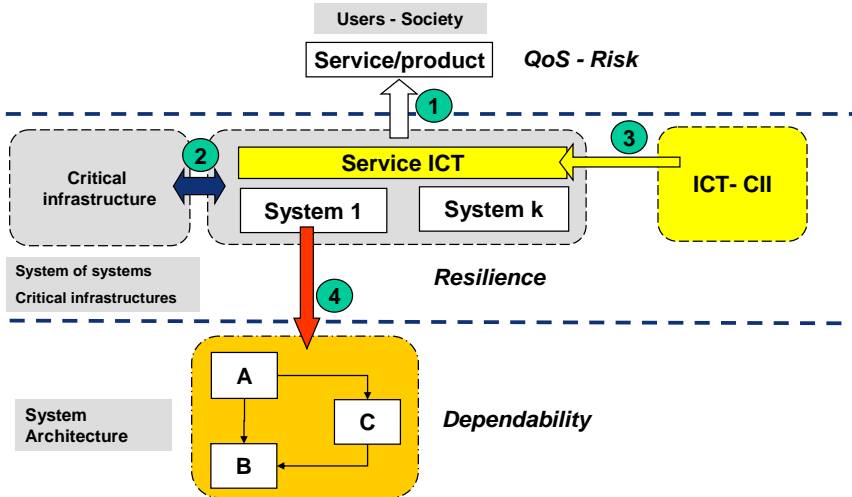 Users - Society
Service/product
QoS - Risk
1
2
3
Critical
infrastructure
Service ICT
ICT- CII
System 1
System k
System of systems
Critical infrastructures
Resilience
4
A
System
Architecture
C
Dependability
B